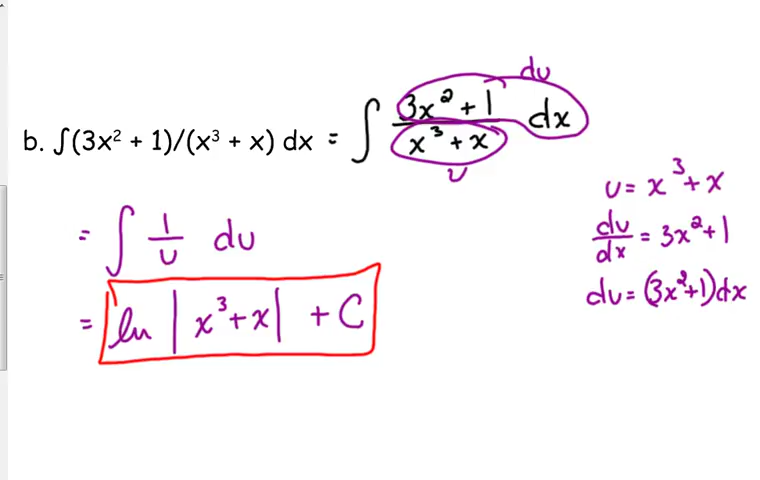 du
b. ∫(3x² + 1)/(x³ + x) dx = ∫ (3x² + 1)/(x³ + x) dx
u
u = x³ + x
= ∫ 1/u du
du/dx = 3x² + 1
du = (3x² + 1)dx
= ln |x³ + x| + C